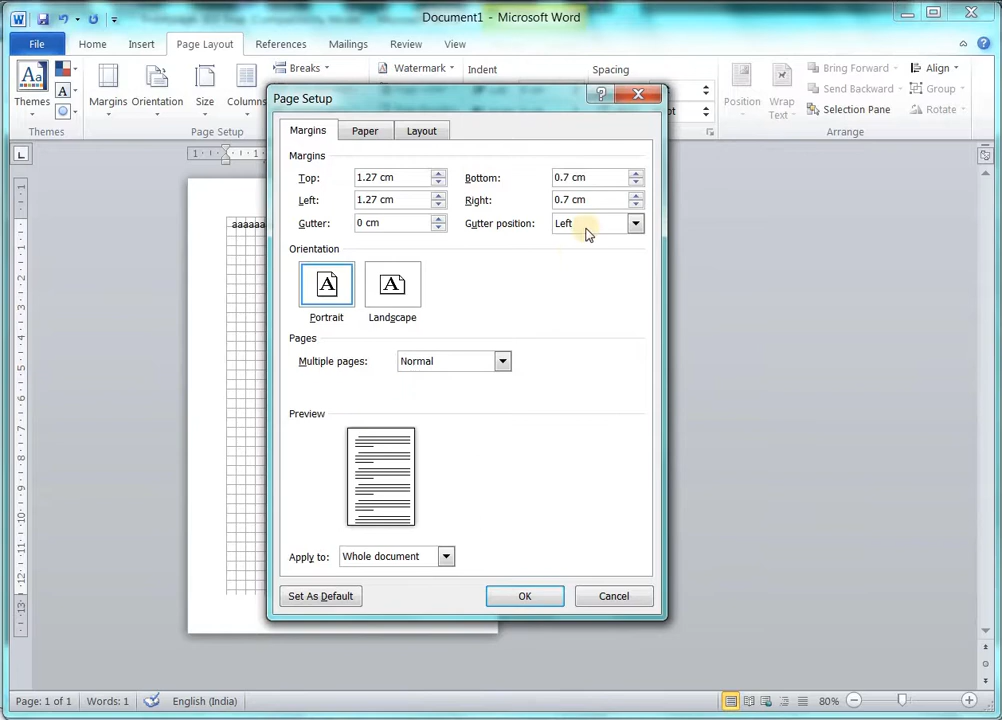 Document1 - Microsoft Word
File Home Insert Page Layout References Mailings Review View
Themes
Margins Orientation Size Columns
Breaks
Watermark
Indent
Spacing
Position
Wrap Text
Bring Forward
Send Backward
Selection Pane
Align
Group
Rotate
Themes Page Setup Arrange
Page Setup
Margins Paper Layout
Margins
Top: 1.27 cm Bottom: 0.7 cm
Left: 1.27 cm Right: 0.7 cm
Gutter: 0 cm Gutter position: Left
Orientation
Portrait Landscape
Pages
Multiple pages: Normal
Preview
Apply to: Whole document
Set As Default OK Cancel
Page: 1 of 1 Words: 1 English (India) 80%